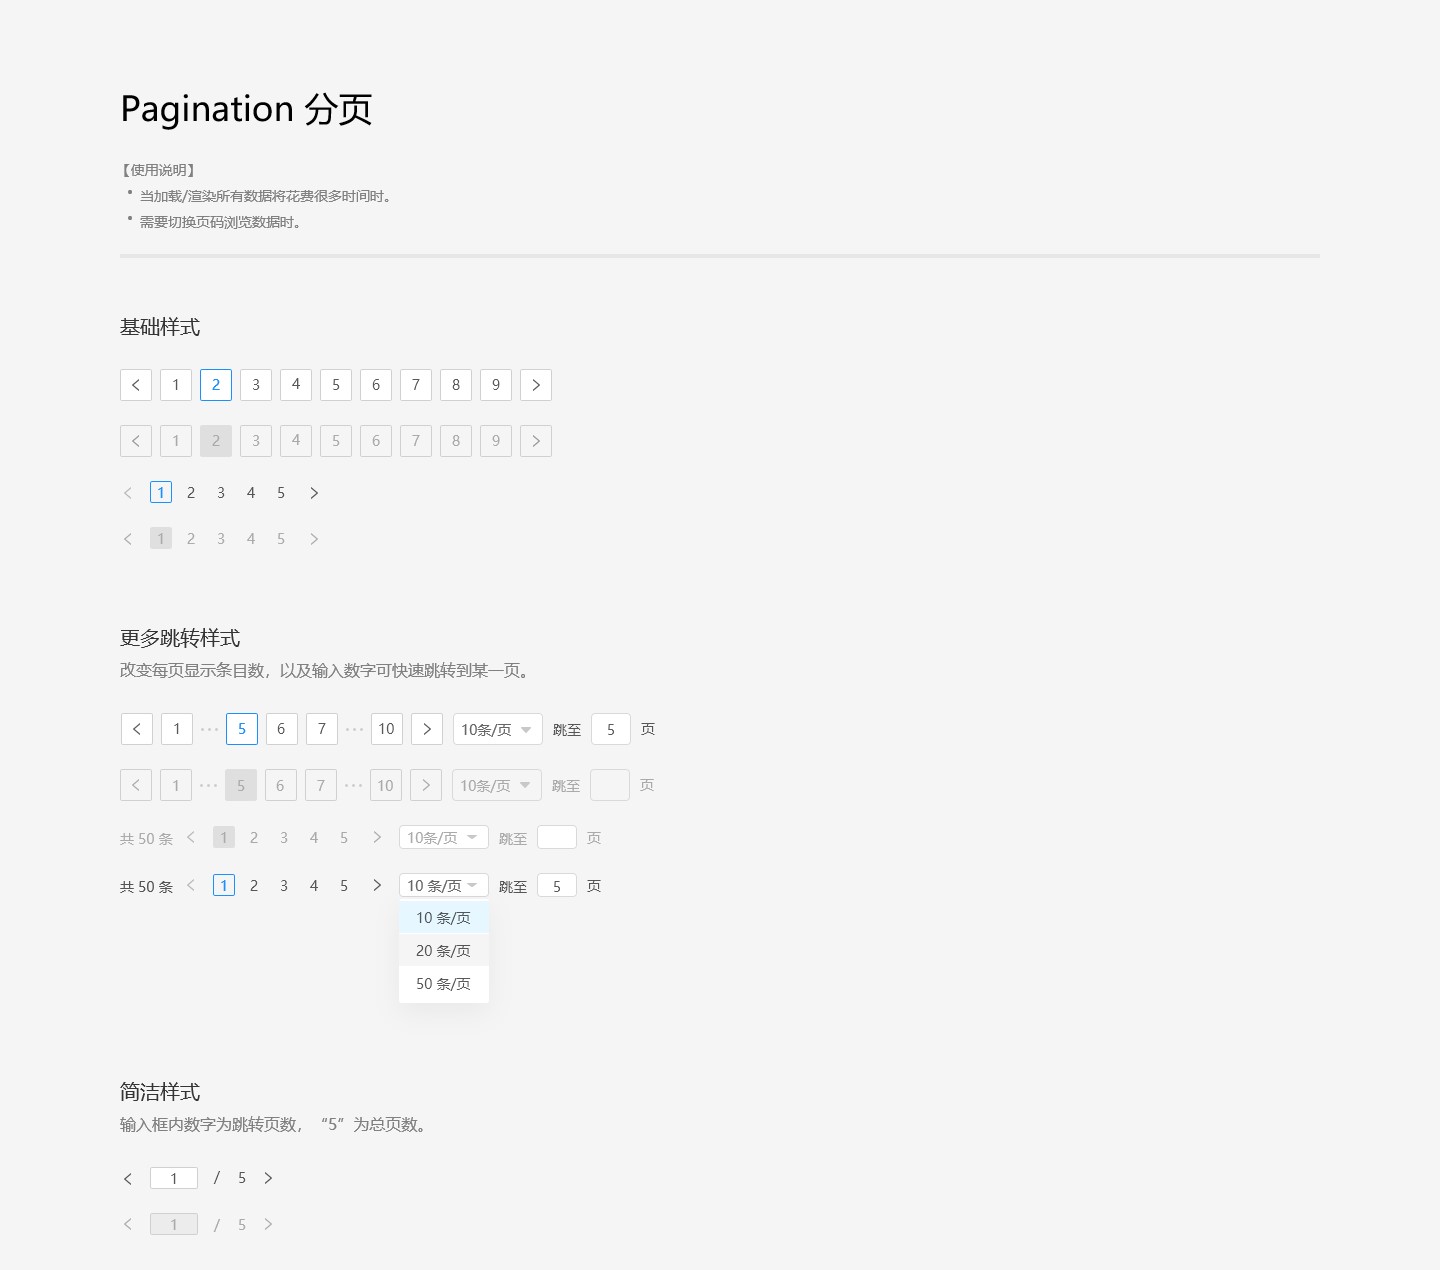 Pagination 分页
【使用说明】
• 当加载/渲染所有数据将花费很多时间时。
• 需要切换页码浏览数据时。
基础样式
< 1 2 3 4 5 6 7 8 9 >
< 1 2 3 4 5 6 7 8 9 >
< 1 2 3 4 5 >
< 1 2 3 4 5 >
更多跳转样式
改变每页显示条目数，以及输入数字可快速跳转到某一页。
< 1 ··· 5 6 7 ··· 10 > 10条/页 跳至 5 页
< 1 ··· 5 6 7 ··· 10 > 10条/页 跳至 页
共 50 条 < 1 2 3 4 5 > 10条/页 跳至 页
共 50 条 < 1 2 3 4 5 > 10 条/页 跳至 5 页
10 条/页
20 条/页
50 条/页
简洁样式
输入框内数字为跳转页数，“5”为总页数。
< 1 / 5 >
< 1 / 5 >